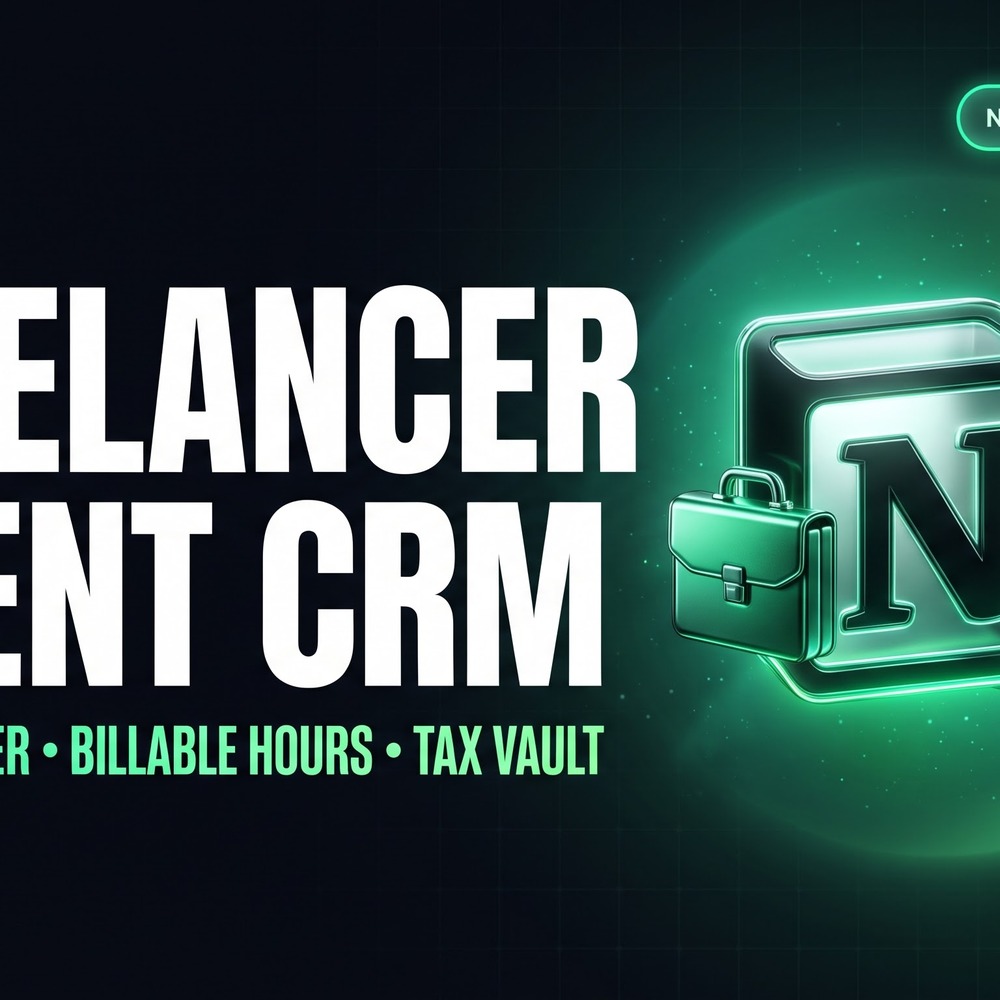 N
ELANCER
ENT CRM
ER • BILLABLE HOURS • TAX VAULT
N